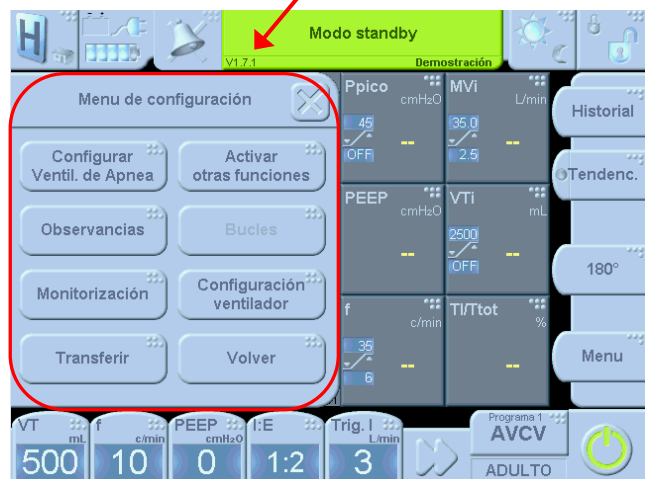 H
Modo standby
V1.7.1
Demostración
Menu de configuración
Configurar
Ventil. de Apnea
Activar
otras funciones
Observancias
Bucles
Monitorización
Configuración
ventilador
Transferir
Volver
Ppico
cmH₂O
45
OFF
--
MVi
L/min
35.0
2.5
--
PEEP
cmH₂O
--
VTi
mL
2500
OFF
--
f
c/min
35
6
--
TI/Ttot
%
--
Historial
Tendenc.
180°
Menu
VT
mL
500
f
c/min
10
PEEP
cmH₂O
0
I:E
1:2
Trig. I
L/min
3
Programa 1
AVCV
ADULTO